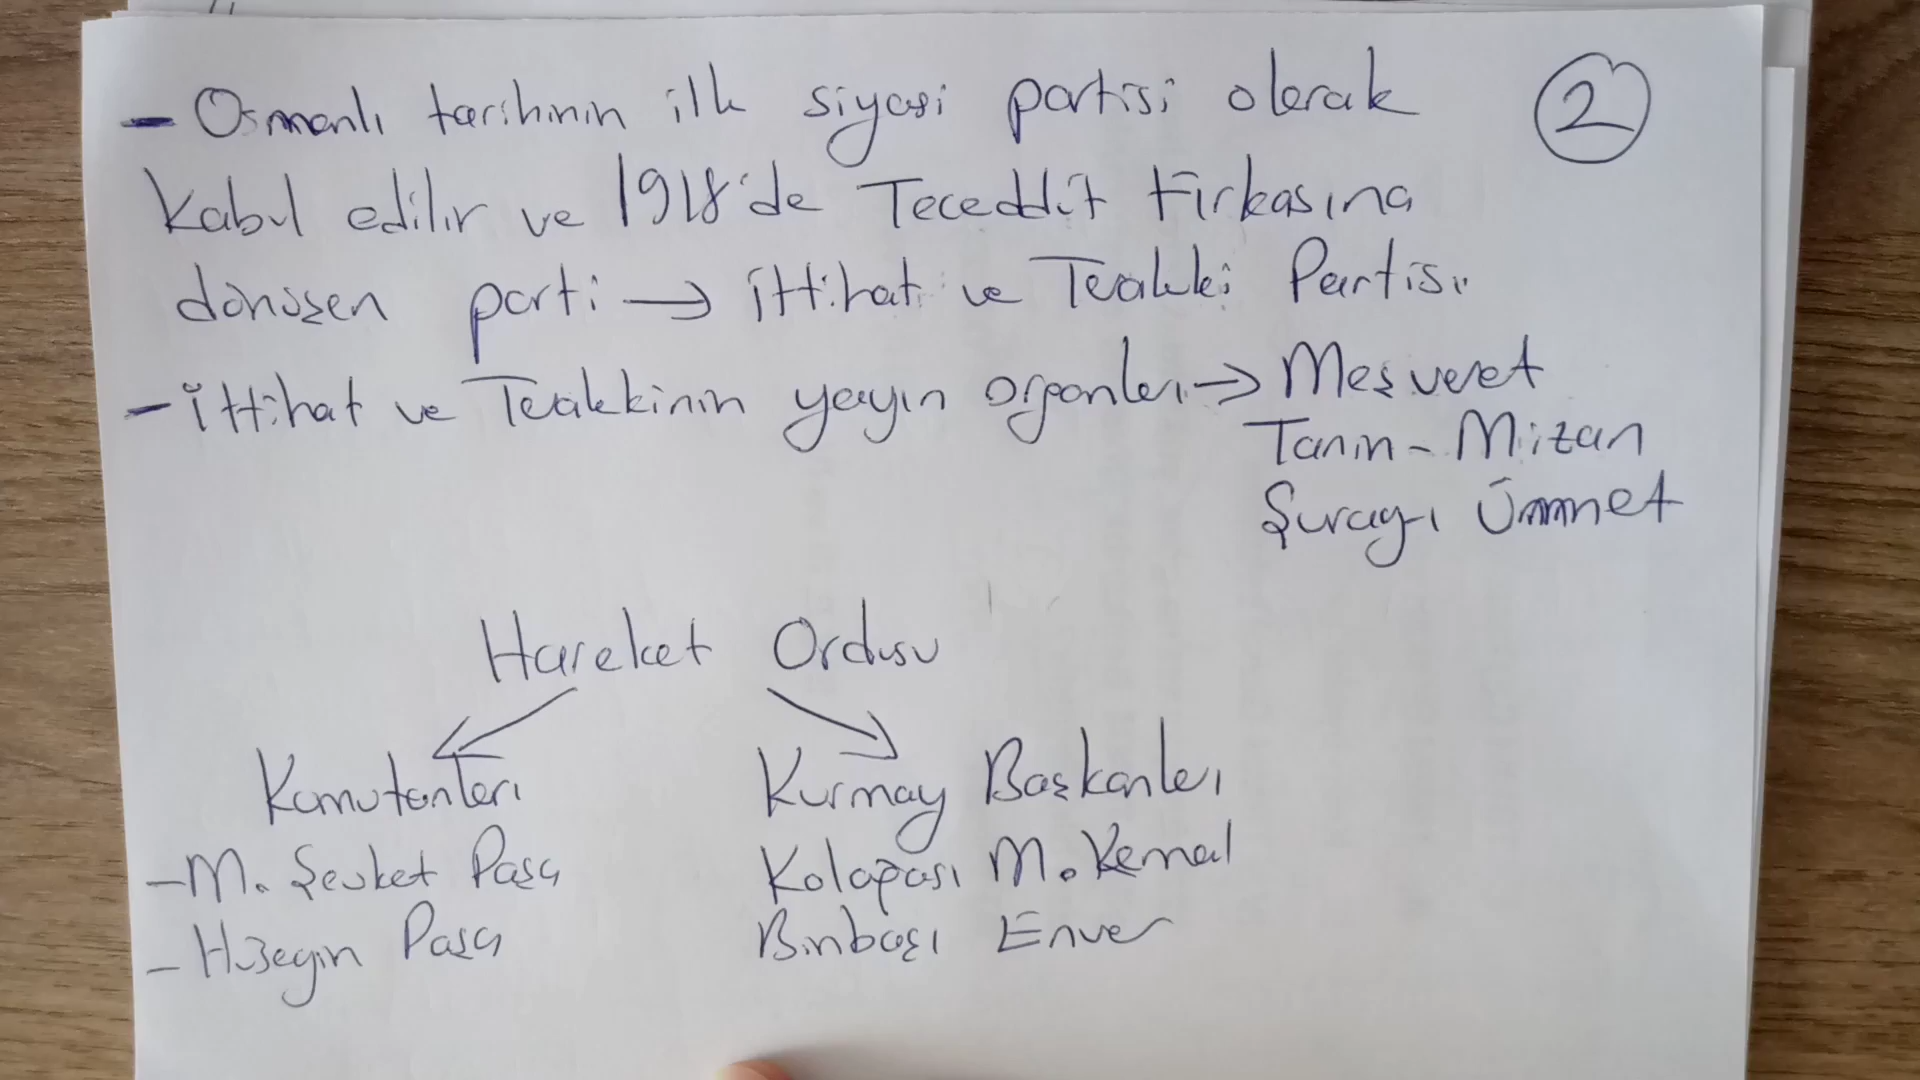 - Osmanlı tarihinin ilk siyasi partisi olarak
2
kabul edilir ve 1918'de Teceddüt Fırkasına
dönüşen parti → İttihat ve Terakki Partisi
- İttihat ve Terakkinin yayın organları → Meşveret
Tanin - Mizan
Şurayı Ümmet
Hareket Ordusu
Komutanları
Kurmay Başkanları
- M. Şevket Paşa
Kolağası M. Kemal
- Hüseyin Paşa
Binbaşı Enver